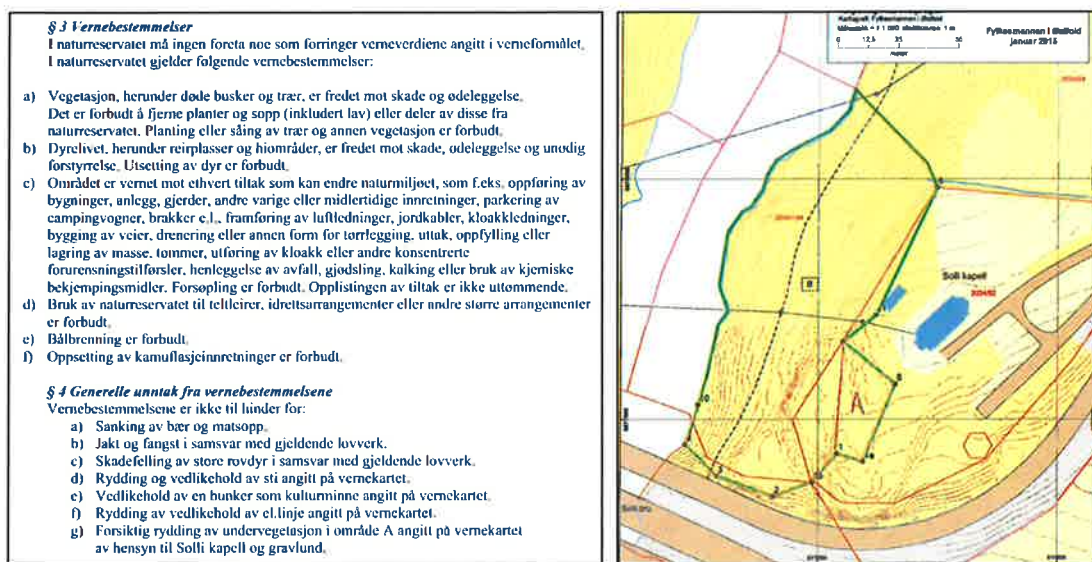 § 3 Vernebestemmelser
I naturreservatet må ingen foreta noe som forringer verneverdiene angitt i verneformålet.
I naturreservatet gjelder følgende vernebestemmelser:
a) Vegetasjon, herunder døde busker og trær, er fredet mot skade og ødeleggelse.
Det er forbudt å fjerne planter og sopp (inkludert lav) eller deler av disse fra
naturreservatet. Planting eller såing av trær og annen vegetasjon er forbudt.
b) Dyrelivet, herunder reirplasser og hiområder, er fredet mot skade, ødeleggelse og unødig
forstyrrelse. Utsetting av dyr er forbudt.
c) Området er vernet mot ethvert tiltak som kan endre naturmiljøet, som f.eks. oppføring av
bygninger, anlegg, gjerder, andre varige eller midlertidige innretninger, parkering av
campingvogner, brakker e.l., framføring av luftledninger, jordkabler, kloakkledninger,
bygging av veier, drenering eller annen form for tørrlegging, uttak, oppfylling eller
lagring av masse, tømmer, utføring av kloakk eller andre konsentrerte
forurensningstilførsler, henleggelse av avfall, gjødsling, kalking eller bruk av kjemiske
bekjempingsmidler. Forsøpling er forbudt. Opplistingen av tiltak er ikke uttømmende.
d) Bruk av naturreservatet til teltleirer, idrettsarrangementer eller andre større arrangementer
er forbudt.
e) Bålbrenning er forbudt.
f) Oppsetting av kamuflasjeinnretninger er forbudt.
§ 4 Generelle unntak fra vernebestemmelsene
Vernebestemmelsene er ikke til hinder for:
a) Sanking av bær og matsopp.
b) Jakt og fangst i samsvar med gjeldende lovverk.
c) Skadefelling av store rovdyr i samsvar med gjeldende lovverk.
d) Rydding og vedlikehold av sti angitt på vernekartet.
e) Vedlikehold av en bunker som kulturminne angitt på vernekartet.
f) Rydding av vedlikehold av el.linje angitt på vernekartet.
g) Forsiktig rydding av undervegetasjon i område A angitt på vernekartet
av hensyn til Solli kapell og gravlund.
Fylkesmannen i Østfold
januar 2015
Solli kapell
A